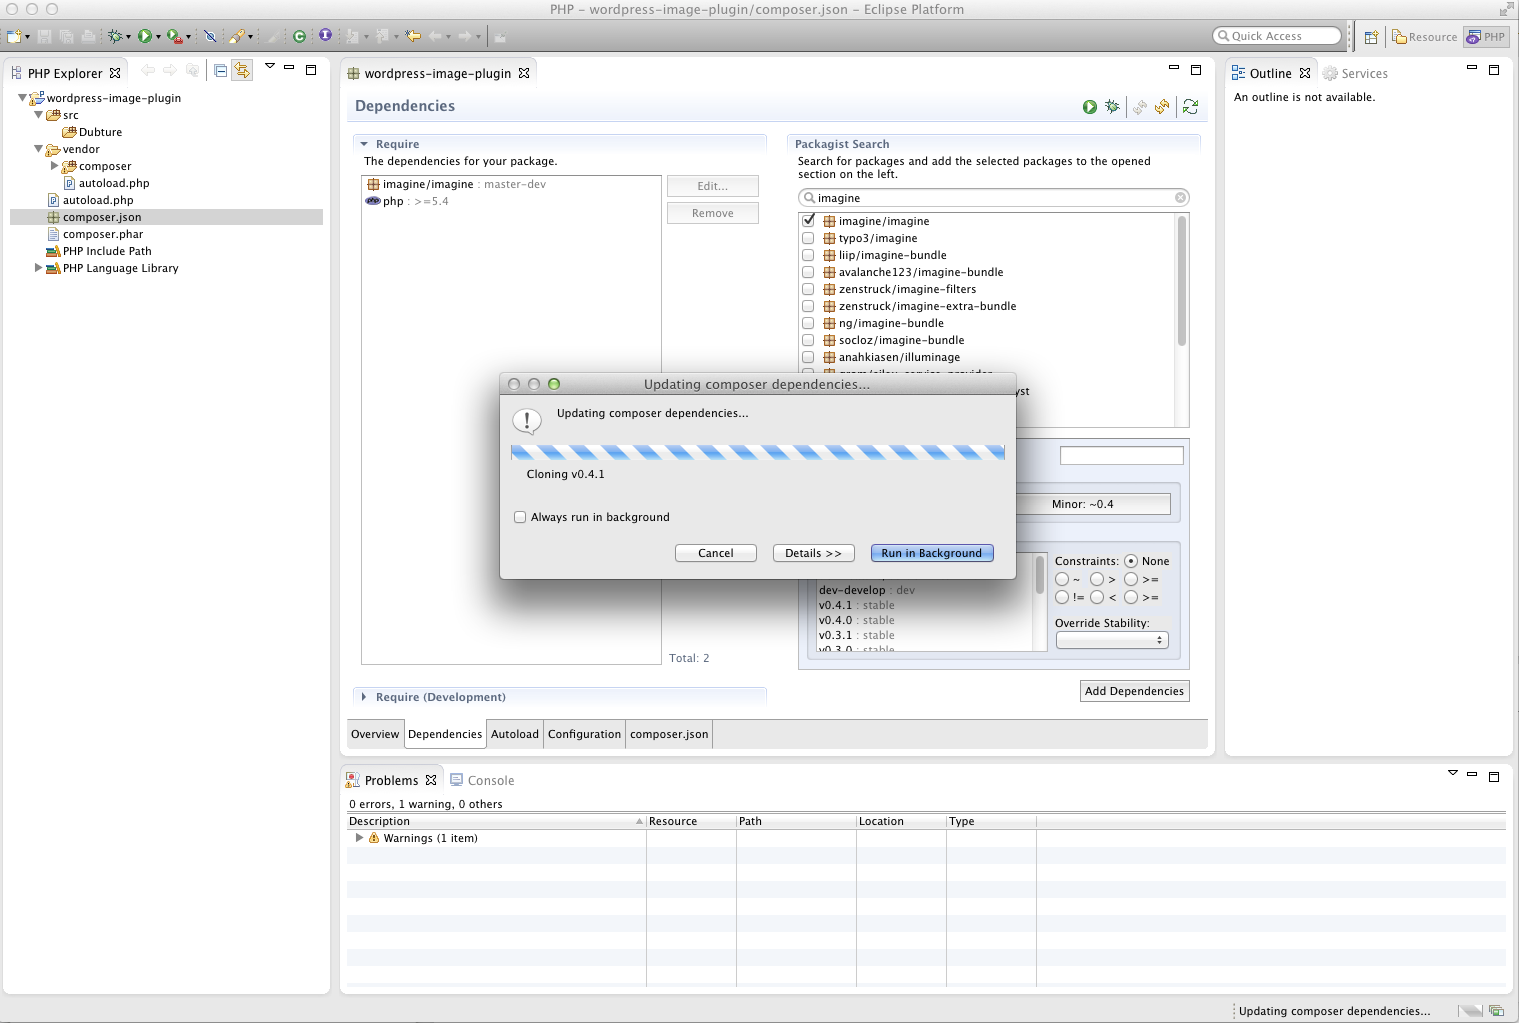 PHP – wordpress-image-plugin/composer.json – Eclipse Platform
Quick Access
Resource
PHP
PHP Explorer
wordpress-image-plugin
src
Dubture
vendor
composer
autoload.php
autoload.php
composer.json
composer.phar
PHP Include Path
PHP Language Library
wordpress-image-plugin
Dependencies
Require
The dependencies for your package.
imagine/imagine : master-dev
php : >=5.4
Edit...
Remove
Total: 2
Require (Development)
Packagist Search
Search for packages and add the selected packages to the opened
section on the left.
imagine
imagine/imagine
typo3/imagine
liip/imagine-bundle
avalanche123/imagine-bundle
zenstruck/imagine-filters
zenstruck/imagine-extra-bundle
ng/imagine-bundle
socloz/imagine-bundle
anahkiasen/illuminage
Minor: ~0.4
dev-develop : dev
v0.4.1 : stable
v0.4.0 : stable
v0.3.1 : stable
v0.3.0 : stable
Constraints: None
~ > >=
!= < >=
Override Stability:
Add Dependencies
Updating composer dependencies...
Updating composer dependencies...
Cloning v0.4.1
Always run in background
Cancel
Details >>
Run in Background
Overview
Dependencies
Autoload
Configuration
composer.json
Outline
Services
An outline is not available.
Problems
Console
0 errors, 1 warning, 0 others
Description
Resource
Path
Location
Type
Warnings (1 item)
Updating composer dependencies...